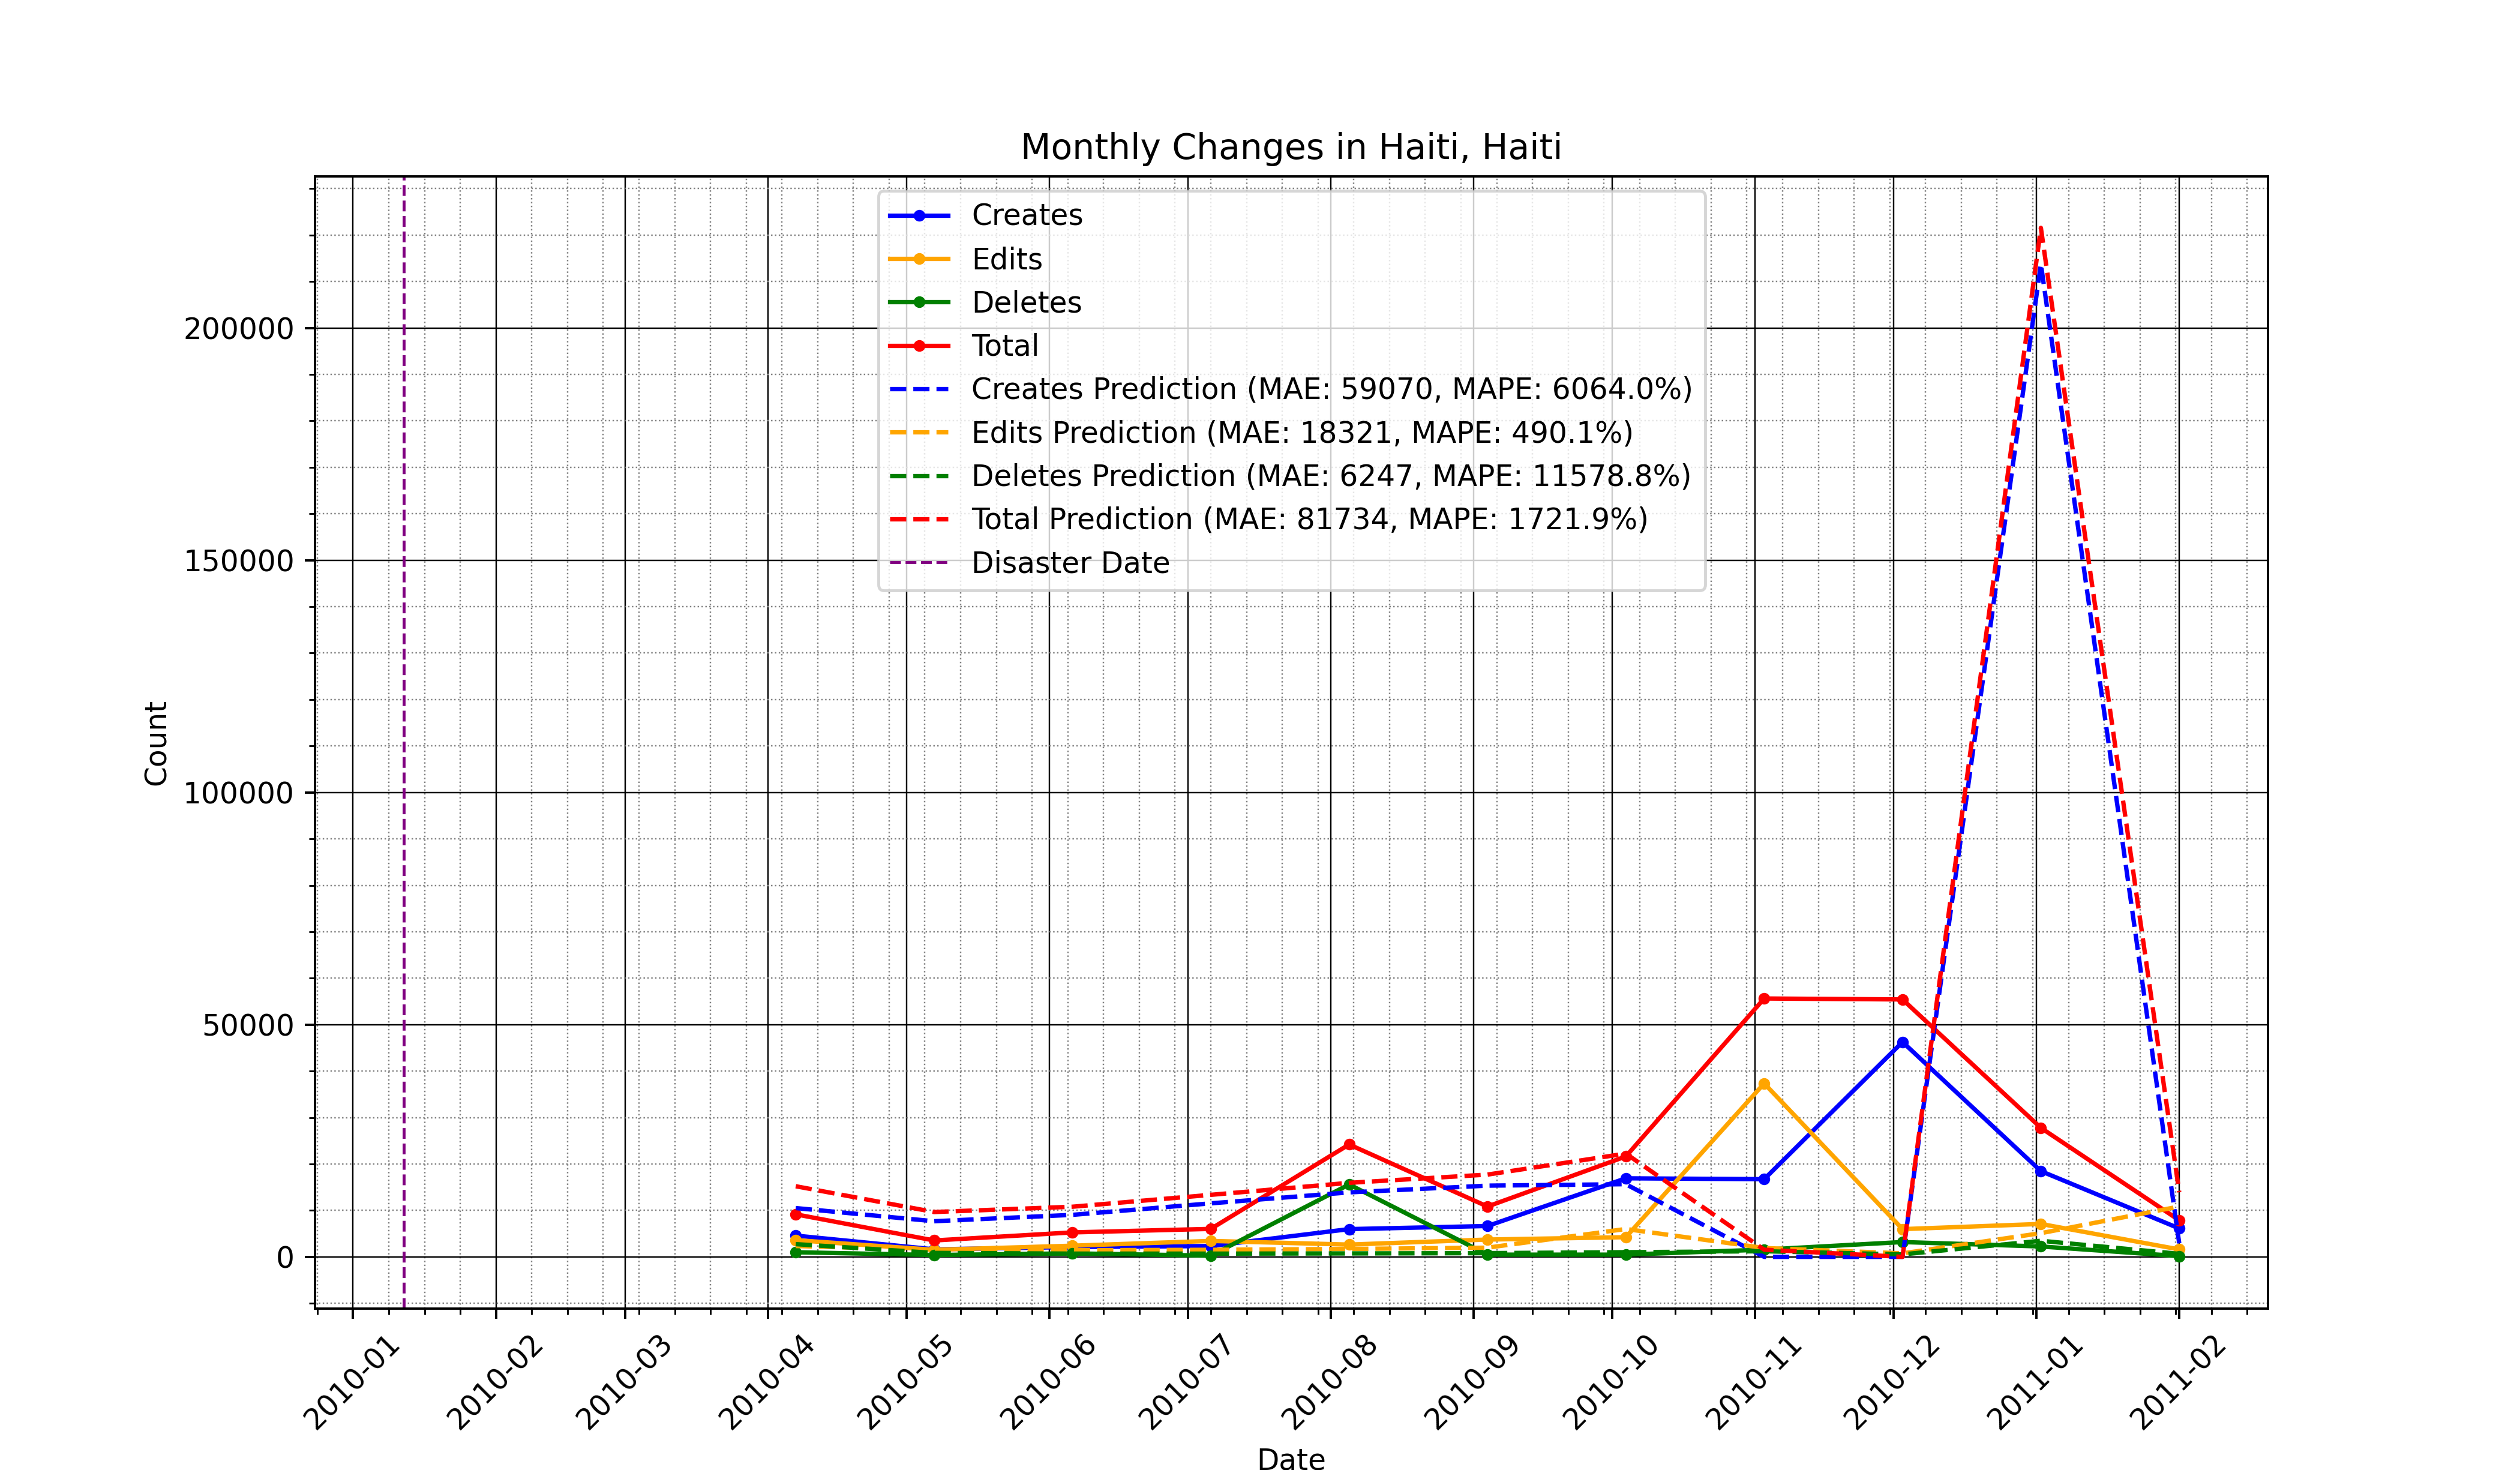 Monthly Changes in Haiti, Haiti
Creates
Edits
Deletes
Total
Creates Prediction (MAE: 59070, MAPE: 6064.0%)
Edits Prediction (MAE: 18321, MAPE: 490.1%)
Deletes Prediction (MAE: 6247, MAPE: 11578.8%)
Total Prediction (MAE: 81734, MAPE: 1721.9%)
Disaster Date
Count
200000
150000
100000
50000
0
2010-01
2010-02
2010-03
2010-04
2010-05
2010-06
2010-07
2010-08
2010-09
2010-10
2010-11
2010-12
2011-01
2011-02
Date